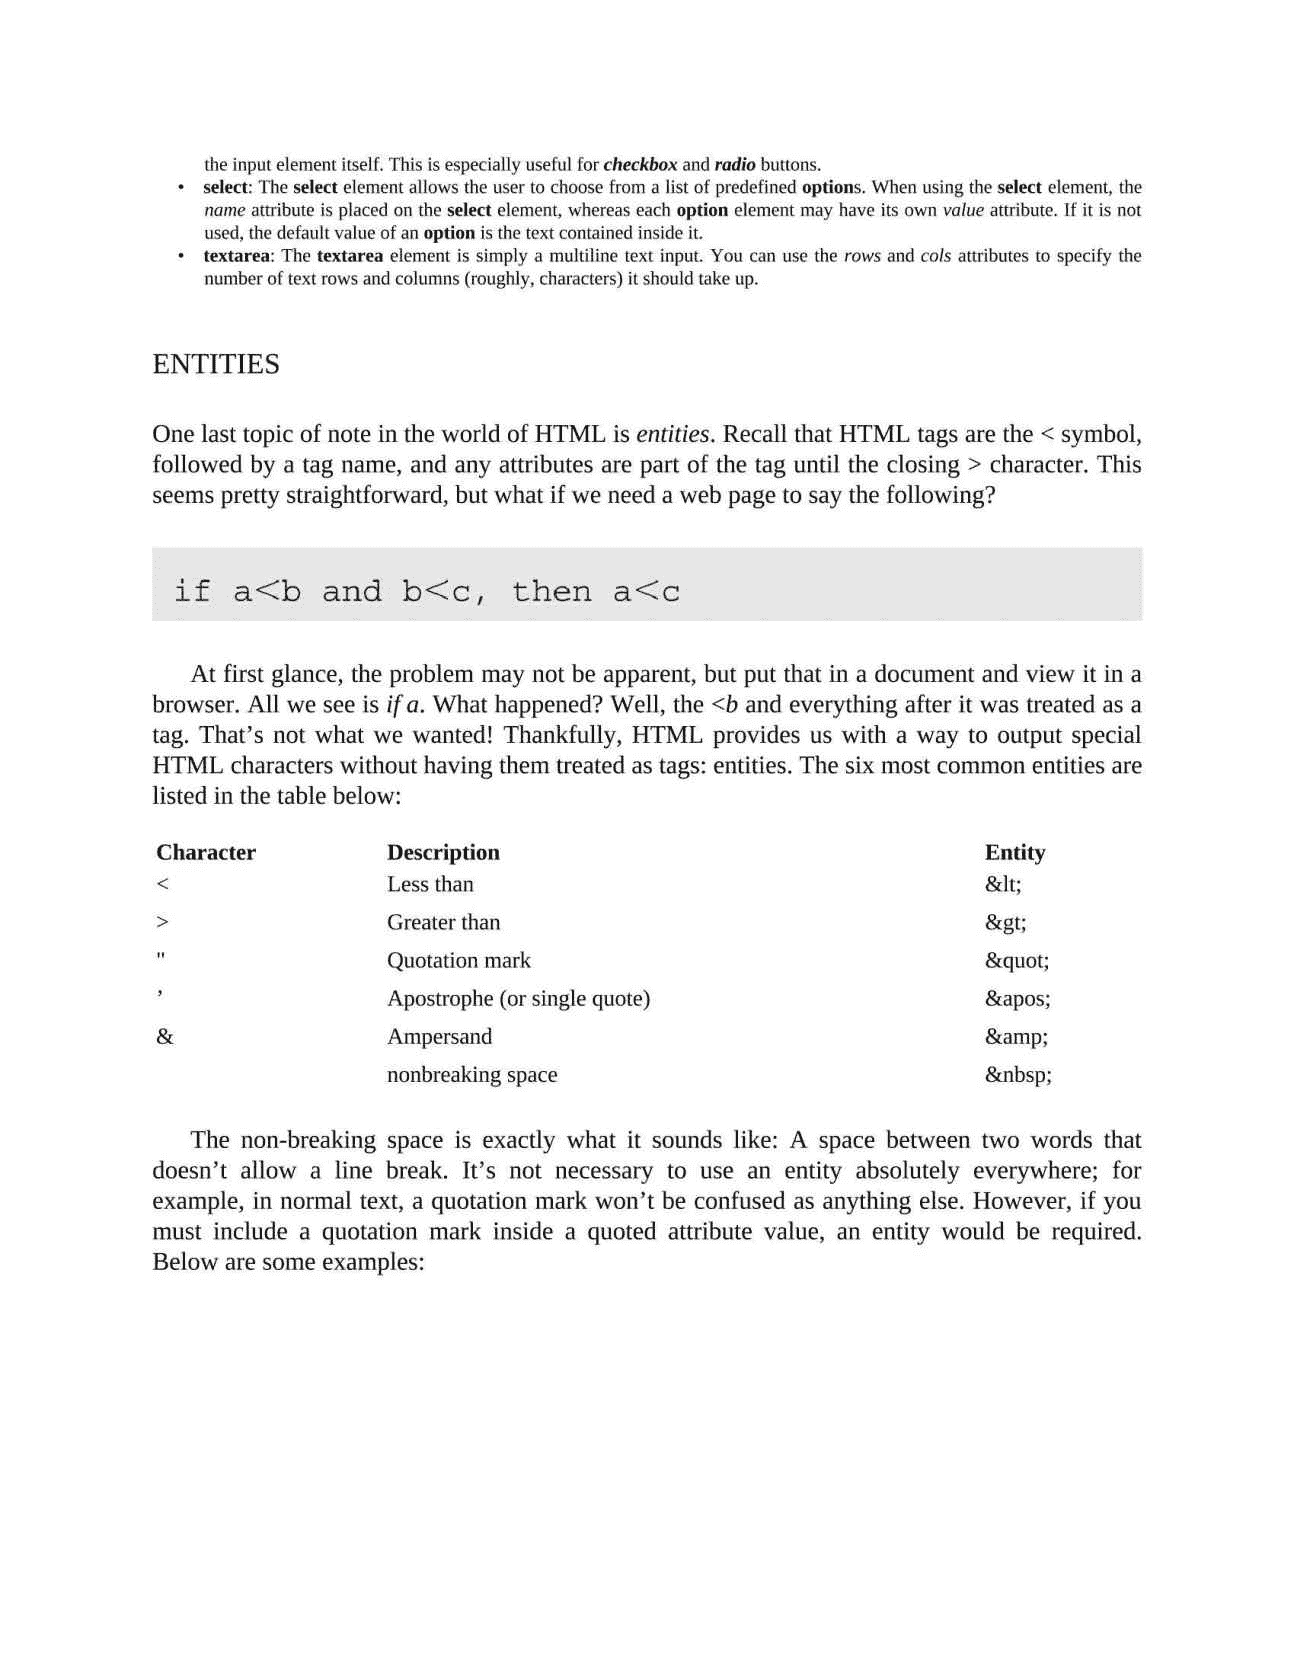 the input element itself. This is especially useful for checkbox and radio buttons.
• select: The select element allows the user to choose from a list of predefined options. When using the select element, the
name attribute is placed on the select element, whereas each option element may have its own value attribute. If it is not
used, the default value of an option is the text contained inside it.
• textarea: The textarea element is simply a multiline text input. You can use the rows and cols attributes to specify the
number of text rows and columns (roughly, characters) it should take up.
ENTITIES
One last topic of note in the world of HTML is entities. Recall that HTML tags are the < symbol,
followed by a tag name, and any attributes are part of the tag until the closing > character. This
seems pretty straightforward, but what if we need a web page to say the following?
if a<b and b<c, then a<c
At first glance, the problem may not be apparent, but put that in a document and view it in a
browser. All we see is if a. What happened? Well, the <b and everything after it was treated as a
tag. That’s not what we wanted! Thankfully, HTML provides us with a way to output special
HTML characters without having them treated as tags: entities. The six most common entities are
listed in the table below:
Character Description Entity
< Less than &lt;
> Greater than &gt;
" Quotation mark &quot;
’ Apostrophe (or single quote) &apos;
& Ampersand &amp;
nonbreaking space &nbsp;
The non-breaking space is exactly what it sounds like: A space between two words that
doesn’t allow a line break. It’s not necessary to use an entity absolutely everywhere; for
example, in normal text, a quotation mark won’t be confused as anything else. However, if you
must include a quotation mark inside a quoted attribute value, an entity would be required.
Below are some examples: